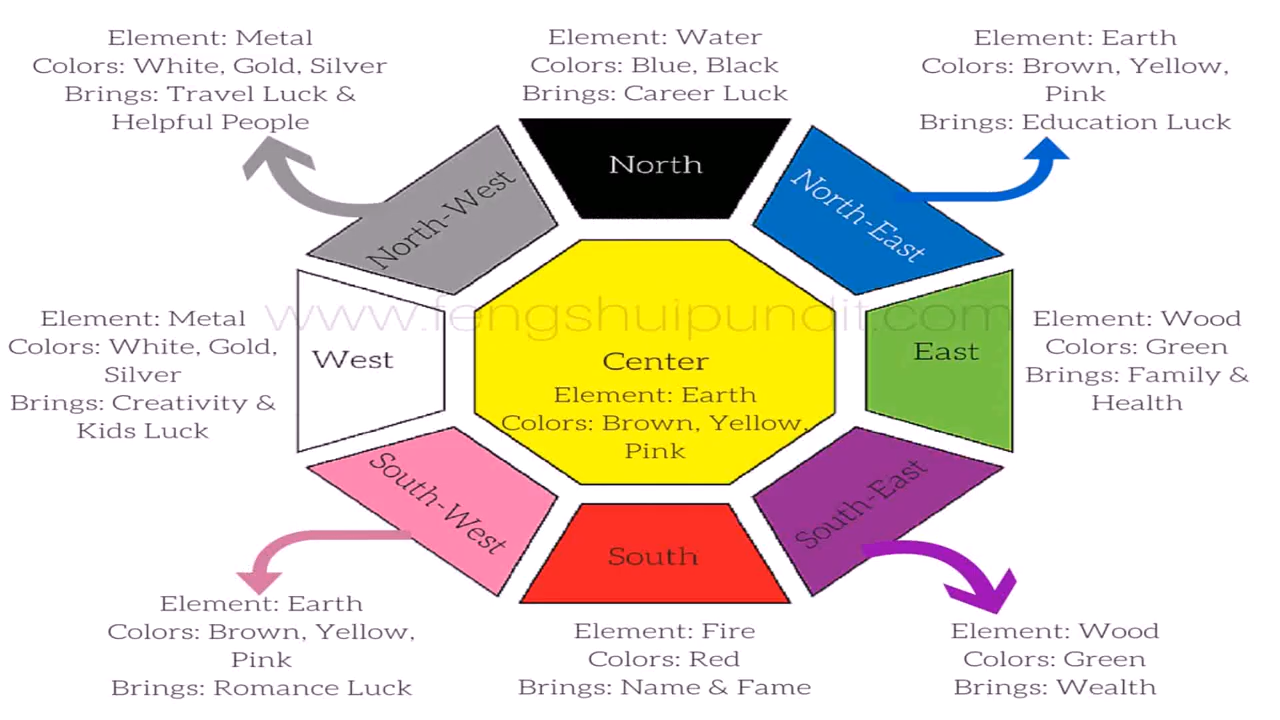 Element: Metal
Colors: White, Gold, Silver
Brings: Travel Luck &
Helpful People
Element: Water
Colors: Blue, Black
Brings: Career Luck
Element: Earth
Colors: Brown, Yellow,
Pink
Brings: Education Luck
North-West
North
North-East
www.fengshuipundit.com
Element: Metal
Colors: White, Gold,
Silver
Brings: Creativity &
Kids Luck
West
Center
Element: Earth
Colors: Brown, Yellow,
Pink
East
Element: Wood
Colors: Green
Brings: Family &
Health
South-West
South
South-East
Element: Earth
Colors: Brown, Yellow,
Pink
Brings: Romance Luck
Element: Fire
Colors: Red
Brings: Name & Fame
Element: Wood
Colors: Green
Brings: Wealth